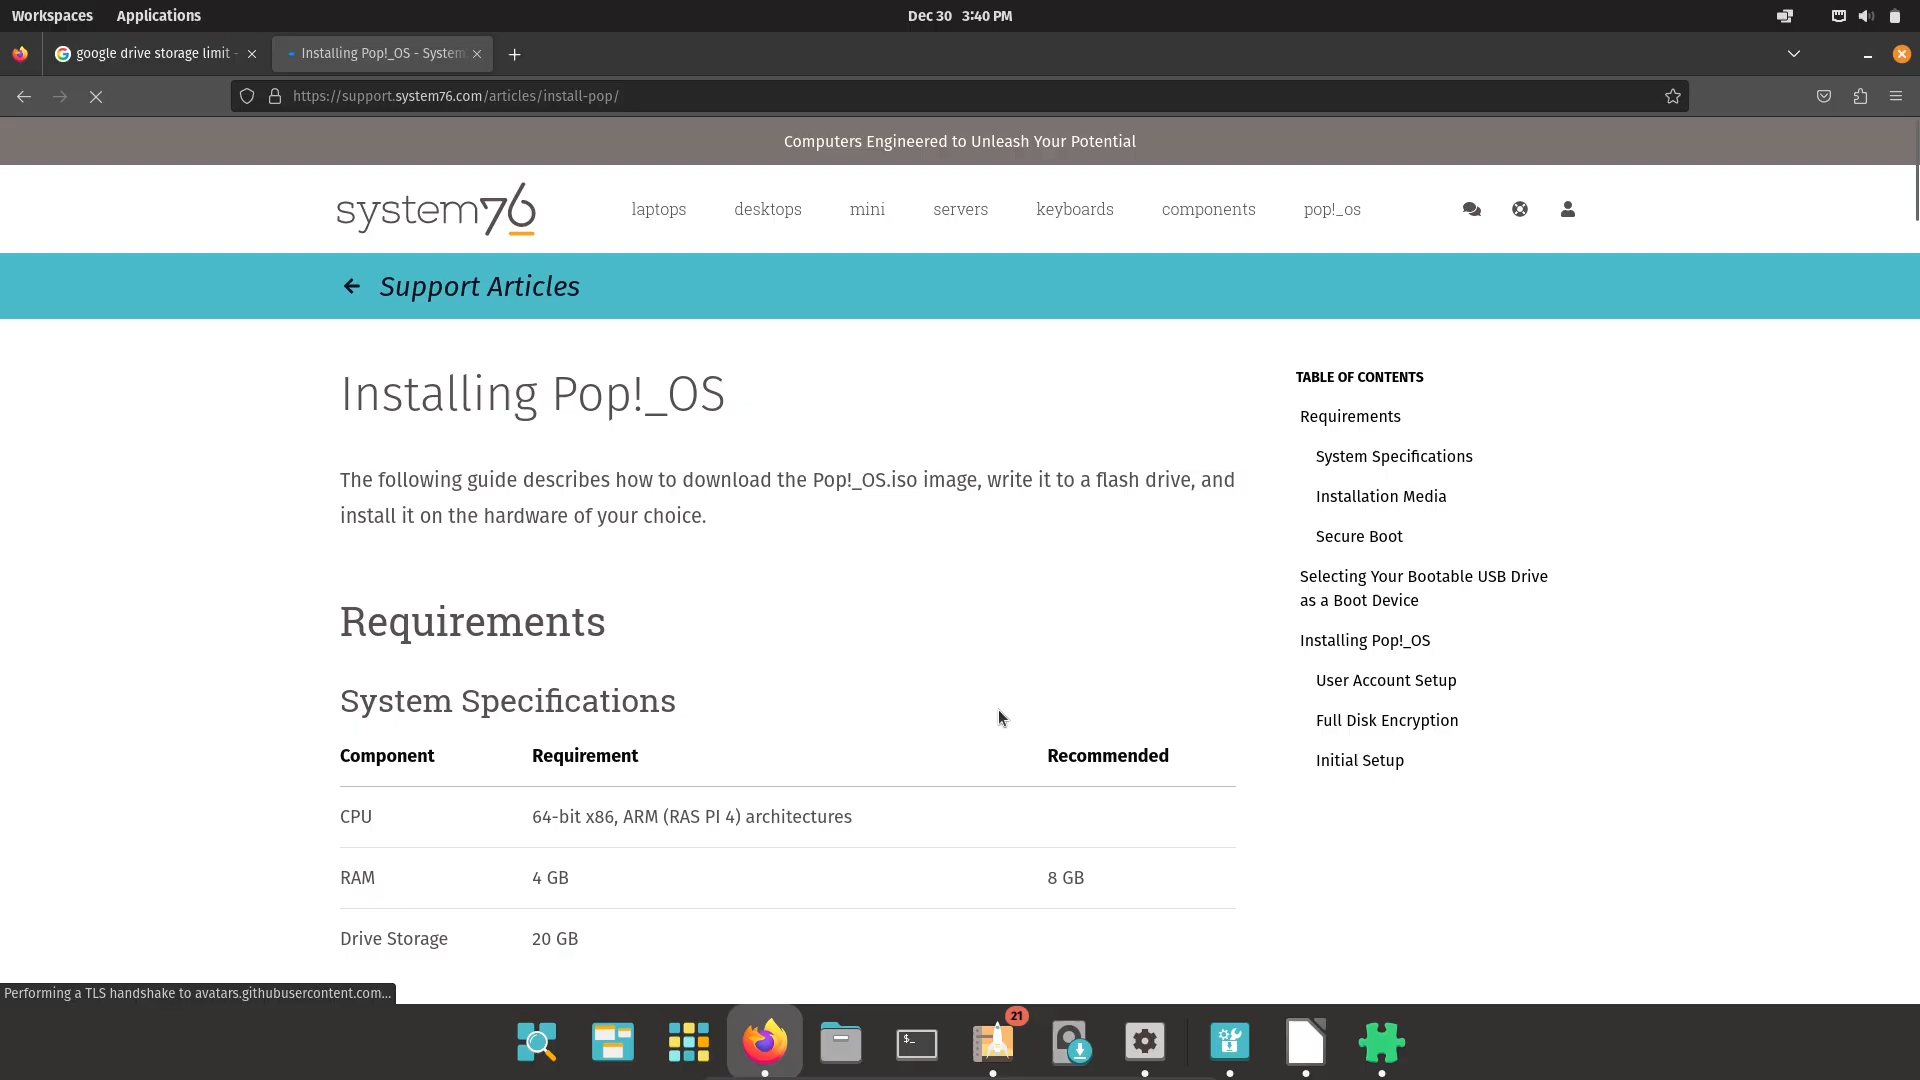 Workspaces Applications Dec 30 3:40 PM
google drive storage limit - Installing Pop!_OS - System
https://support.system76.com/articles/install-pop/
Computers Engineered to Unleash Your Potential
system76 laptops desktops mini servers keyboards components pop!_os
Support Articles
Installing Pop!_OS
The following guide describes how to download the Pop!_OS.iso image, write it to a flash drive, and
install it on the hardware of your choice.
Requirements
System Specifications
Component Requirement Recommended
CPU 64-bit x86, ARM (RAS PI 4) architectures
RAM 4 GB 8 GB
Drive Storage 20 GB
TABLE OF CONTENTS
Requirements
System Specifications
Installation Media
Secure Boot
Selecting Your Bootable USB Drive
as a Boot Device
Installing Pop!_OS
User Account Setup
Full Disk Encryption
Initial Setup
Performing a TLS handshake to avatars.githubusercontent.com...
21
$_